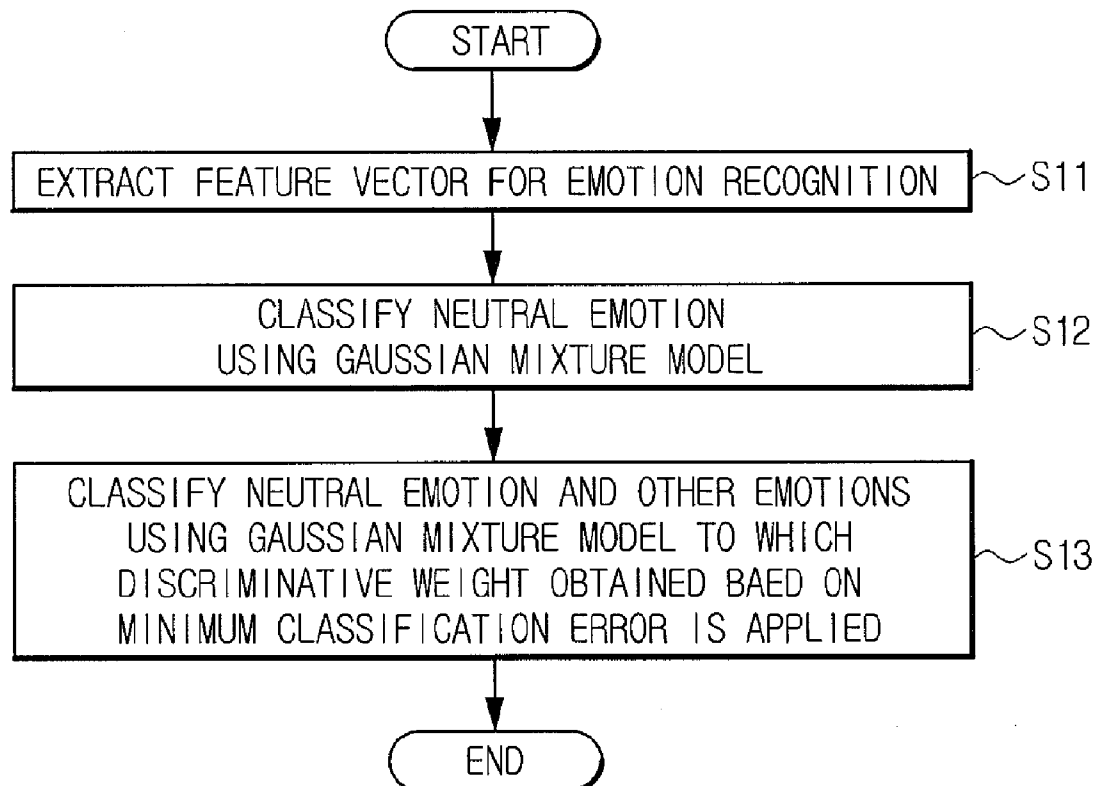 START
EXTRACT FEATURE VECTOR FOR EMOTION RECOGNITION
S11
CLASSIFY NEUTRAL EMOTION
USING GAUSSIAN MIXTURE MODEL
S12
CLASSIFY NEUTRAL EMOTION AND OTHER EMOTIONS
USING GAUSSIAN MIXTURE MODEL TO WHICH
DISCRIMINATIVE WEIGHT OBTAINED BAED ON
MINIMUM CLASSIFICATION ERROR IS APPLIED
S13
END